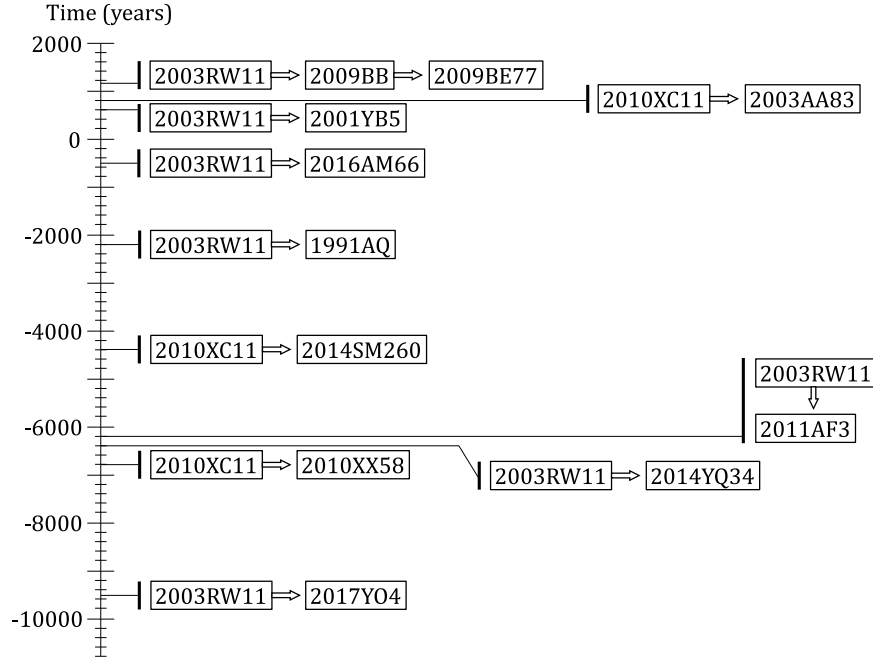 Time (years)
2000
2003RW11 2009BB 2009BE77
2010XC11 2003AA83
2003RW11 2001YB5
0
2003RW11 2016AM66
-2000
2003RW11 1991AQ
-4000
2010XC11 2014SM260
2003RW11
-6000
2011AF3
2010XC11 2010XX58
2003RW11 2014YQ34
-8000
2003RW11 2017YO4
-10000